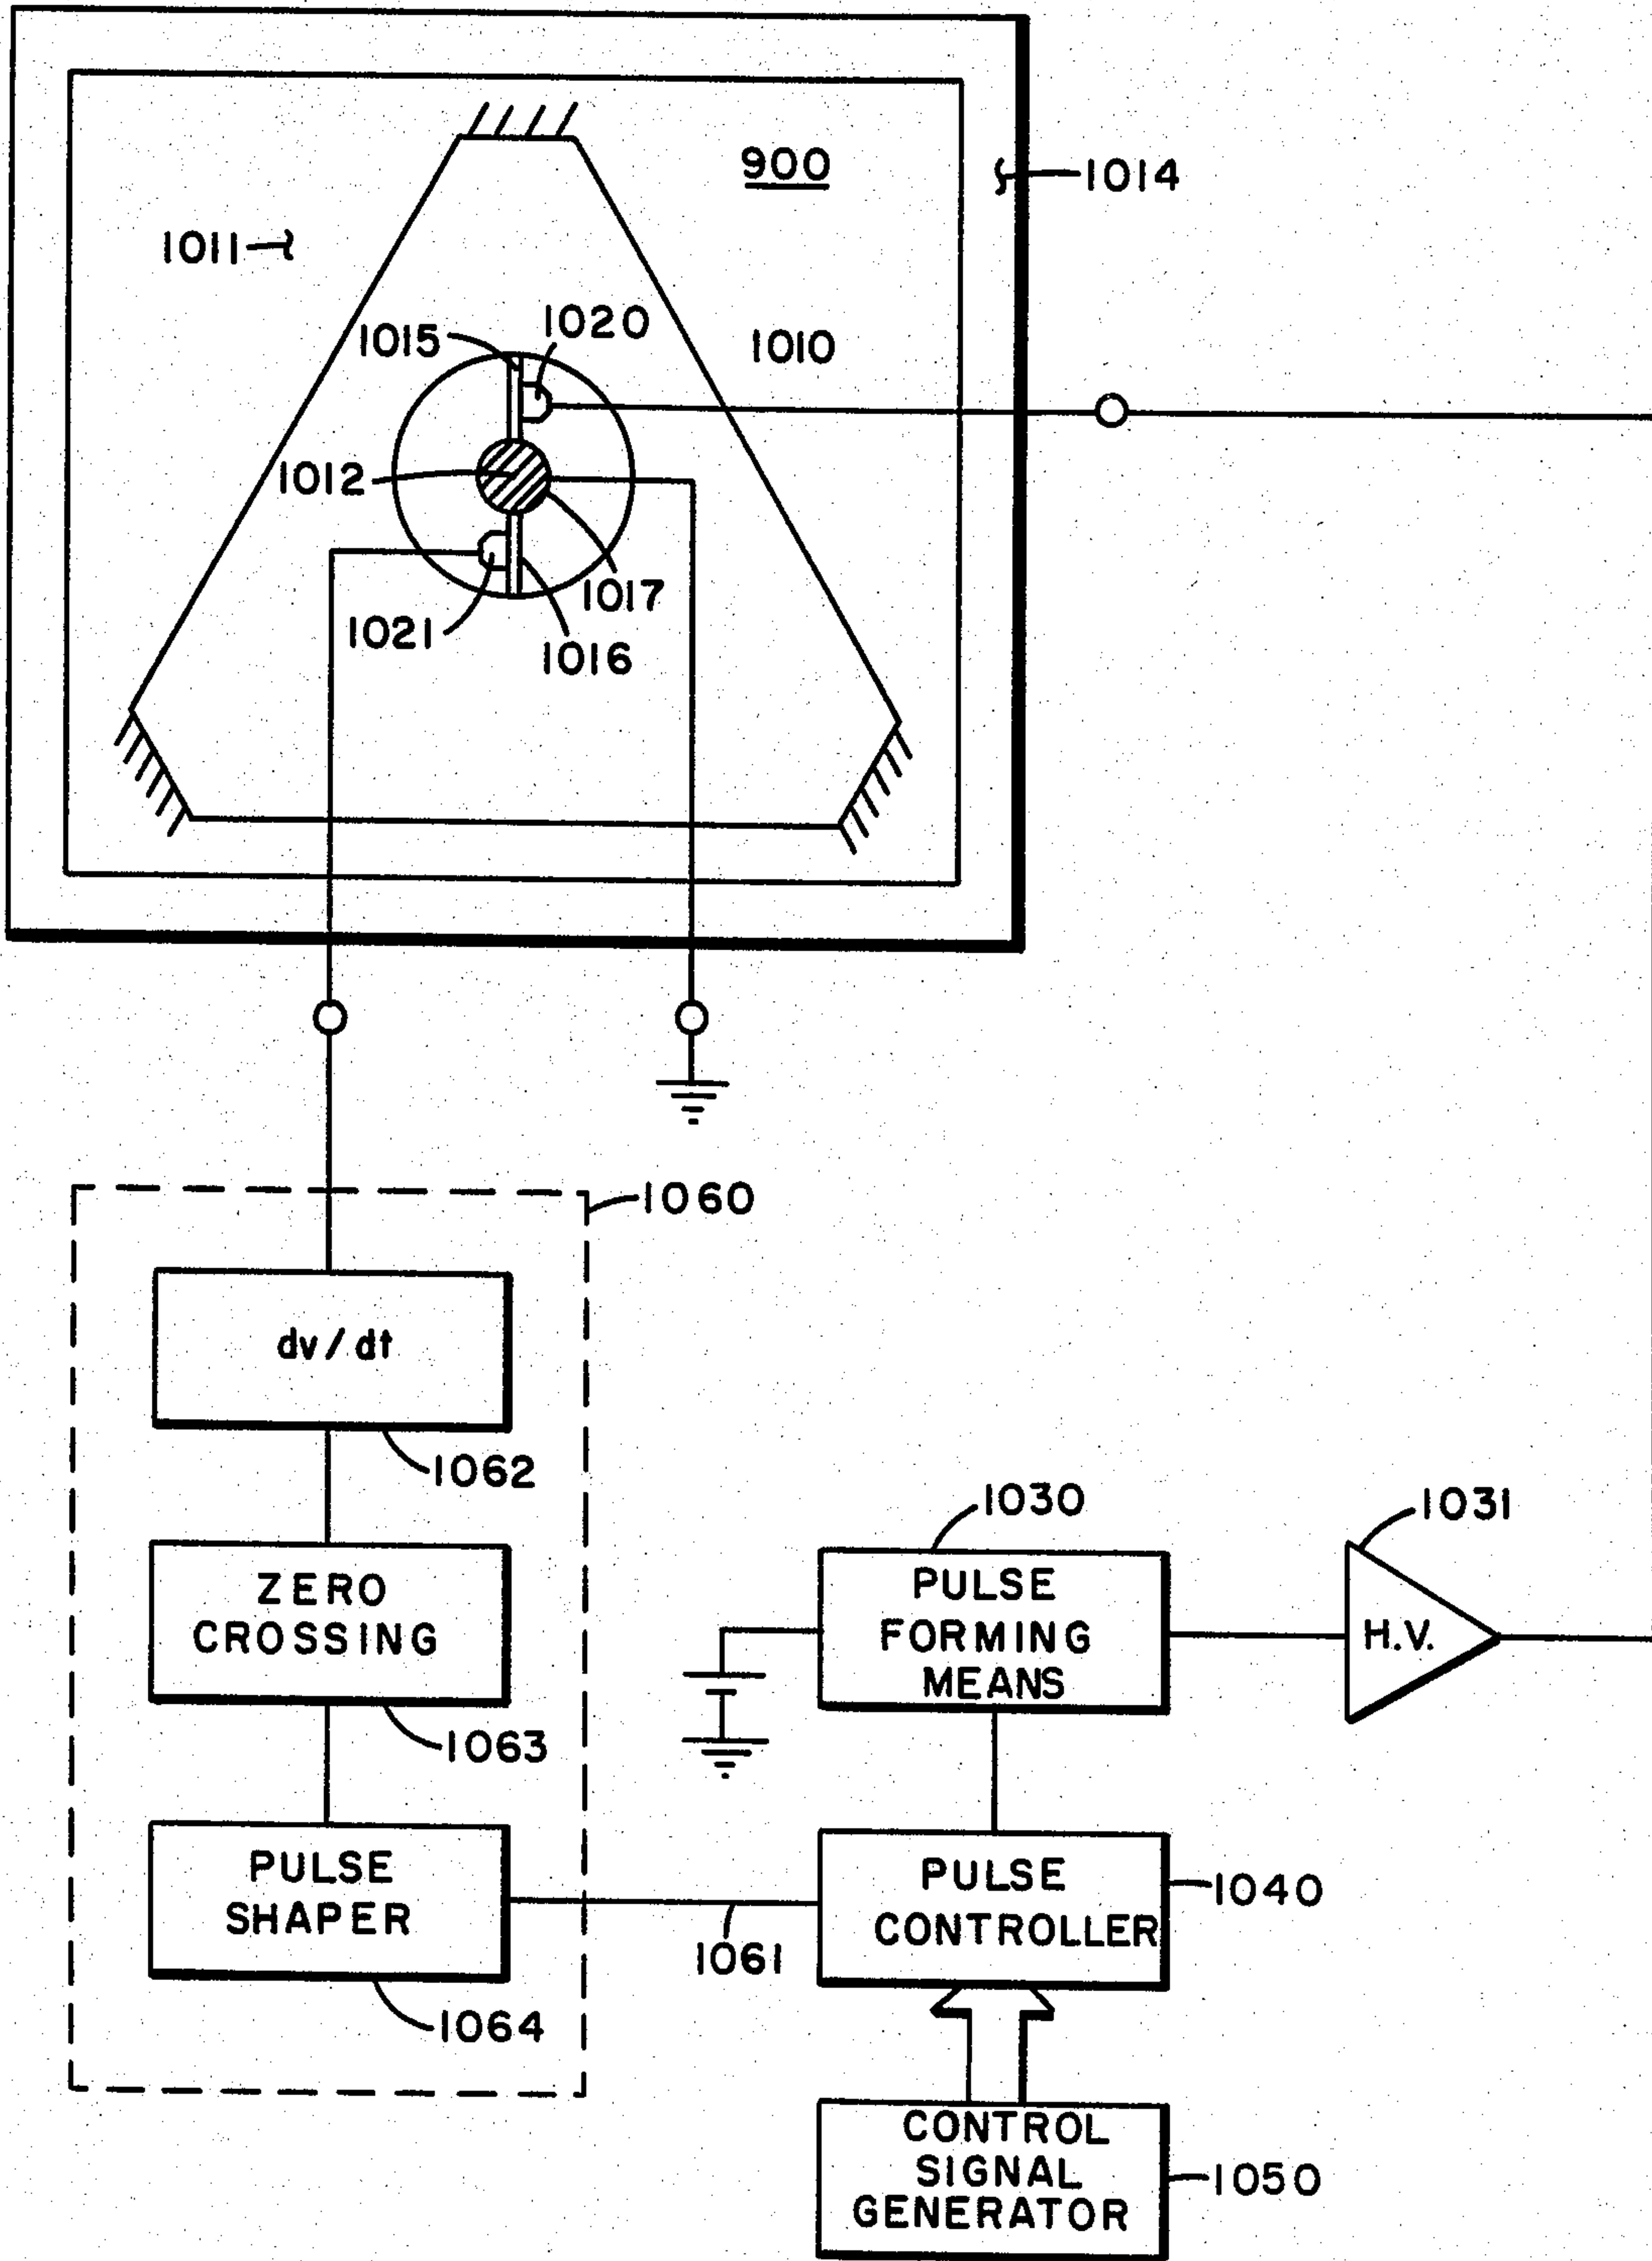 900
1014
1011
1020
1015
1010
1012
1017
1021
1016
1060
dv/dt
1062
1030
1031
ZERO
CROSSING
PULSE
FORMING
MEANS
H.V.
1063
PULSE
SHAPER
PULSE
CONTROLLER
1040
1061
1064
CONTROL
SIGNAL
GENERATOR
1050